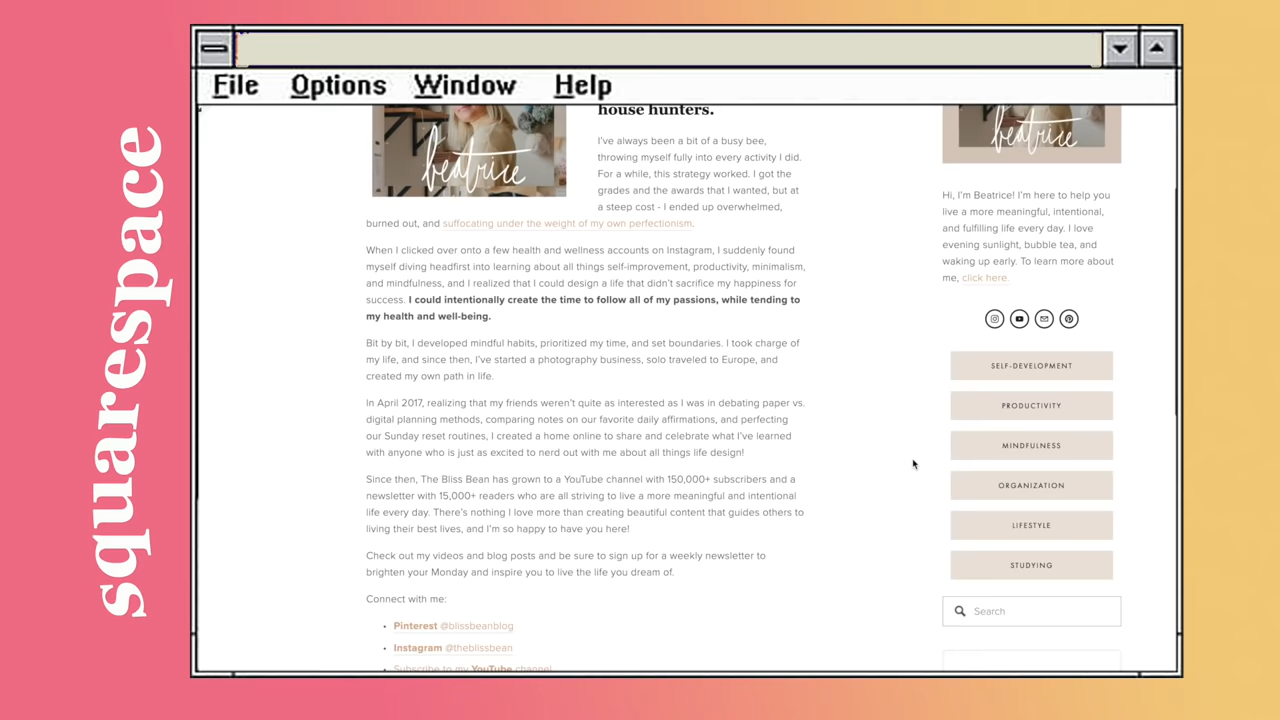 squarespace
File Options Window Help
beatrice
house hunters.
I've always been a bit of a busy bee,
throwing myself fully into every activity I did.
For a while, this strategy worked. I got the
grades and the awards that I wanted, but at
a steep cost - I ended up overwhelmed,
burned out, and suffocating under the weight of my own perfectionism.
When I clicked over onto a few health and wellness accounts on Instagram, I suddenly found
myself diving headfirst into learning about all things self-improvement, productivity, minimalism,
and mindfulness, and I realized that I could design a life that didn't sacrifice my happiness for
success. I could intentionally create the time to follow all of my passions, while tending to
my health and well-being.
Bit by bit, I developed mindful habits, prioritized my time, and set boundaries. I took charge of
my life, and since then, I've started a photography business, solo traveled to Europe, and
created my own path in life.
In April 2017, realizing that my friends weren't quite as interested as I was in debating paper vs.
digital planning methods, comparing notes on our favorite daily affirmations, and perfecting
our Sunday reset routines, I created a home online to share and celebrate what I've learned
with anyone who is just as excited to nerd out with me about all things life design!
Since then, The Bliss Bean has grown to a YouTube channel with 150,000+ subscribers and a
newsletter with 15,000+ readers who are all striving to live a more meaningful and intentional
life every day. There's nothing I love more than creating beautiful content that guides others to
living their best lives, and I'm so happy to have you here!
Check out my videos and blog posts and be sure to sign up for a weekly newsletter to
brighten your Monday and inspire you to live the life you dream of.
Connect with me:
• Pinterest @blissbeanblog
• Instagram @theblissbean
• Subscribe to my YouTube channel
beatrice
Hi, I'm Beatrice! I'm here to help you
live a more meaningful, intentional,
and fulfilling life every day. I love
evening sunlight, bubble tea, and
waking up early. To learn more about
me, click here.
SELF-DEVELOPMENT
PRODUCTIVITY
MINDFULNESS
ORGANIZATION
LIFESTYLE
STUDYING
Search